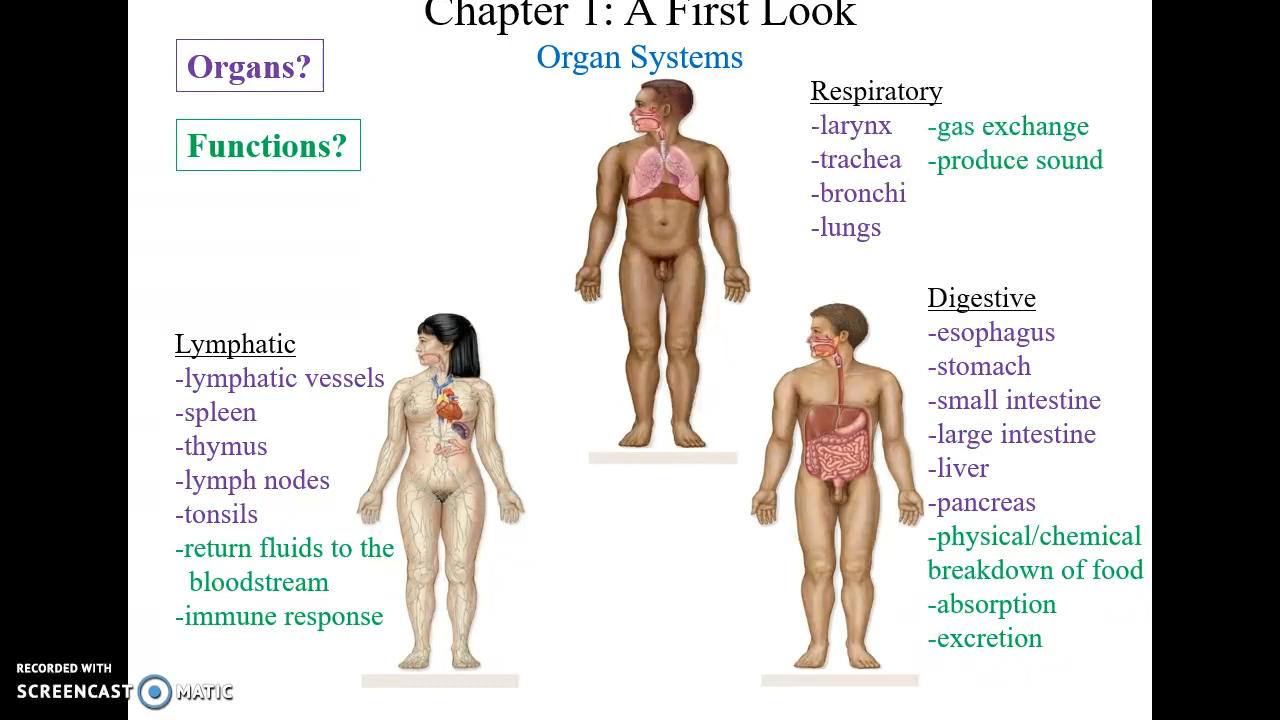 Chapter 1: A First Look
Organ Systems
Organs?
Functions?
Respiratory
-larynx -gas exchange
-trachea -produce sound
-bronchi
-lungs
Lymphatic
-lymphatic vessels
-spleen
-thymus
-lymph nodes
-tonsils
-return fluids to the
bloodstream
-immune response
Digestive
-esophagus
-stomach
-small intestine
-large intestine
-liver
-pancreas
-physical/chemical
breakdown of food
-absorption
-excretion
RECORDED WITH
SCREENCAST MATIC